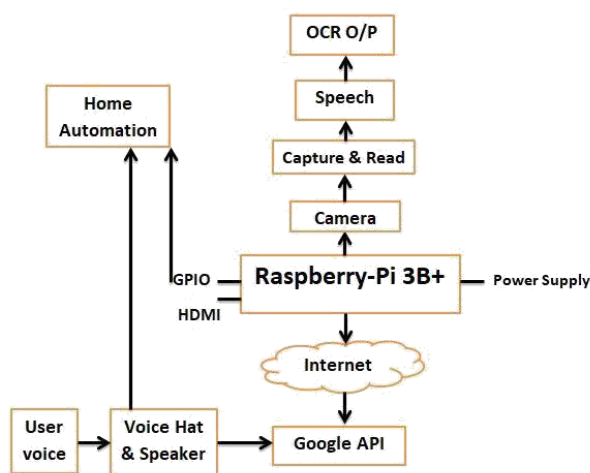 OCR O/P
Speech
Home
Automation
Capture & Read
Camera
Raspberry-Pi 3B+
GPIO
Power Supply
HDMI
Internet
User
voice
Voice Hat
& Speaker
Google API